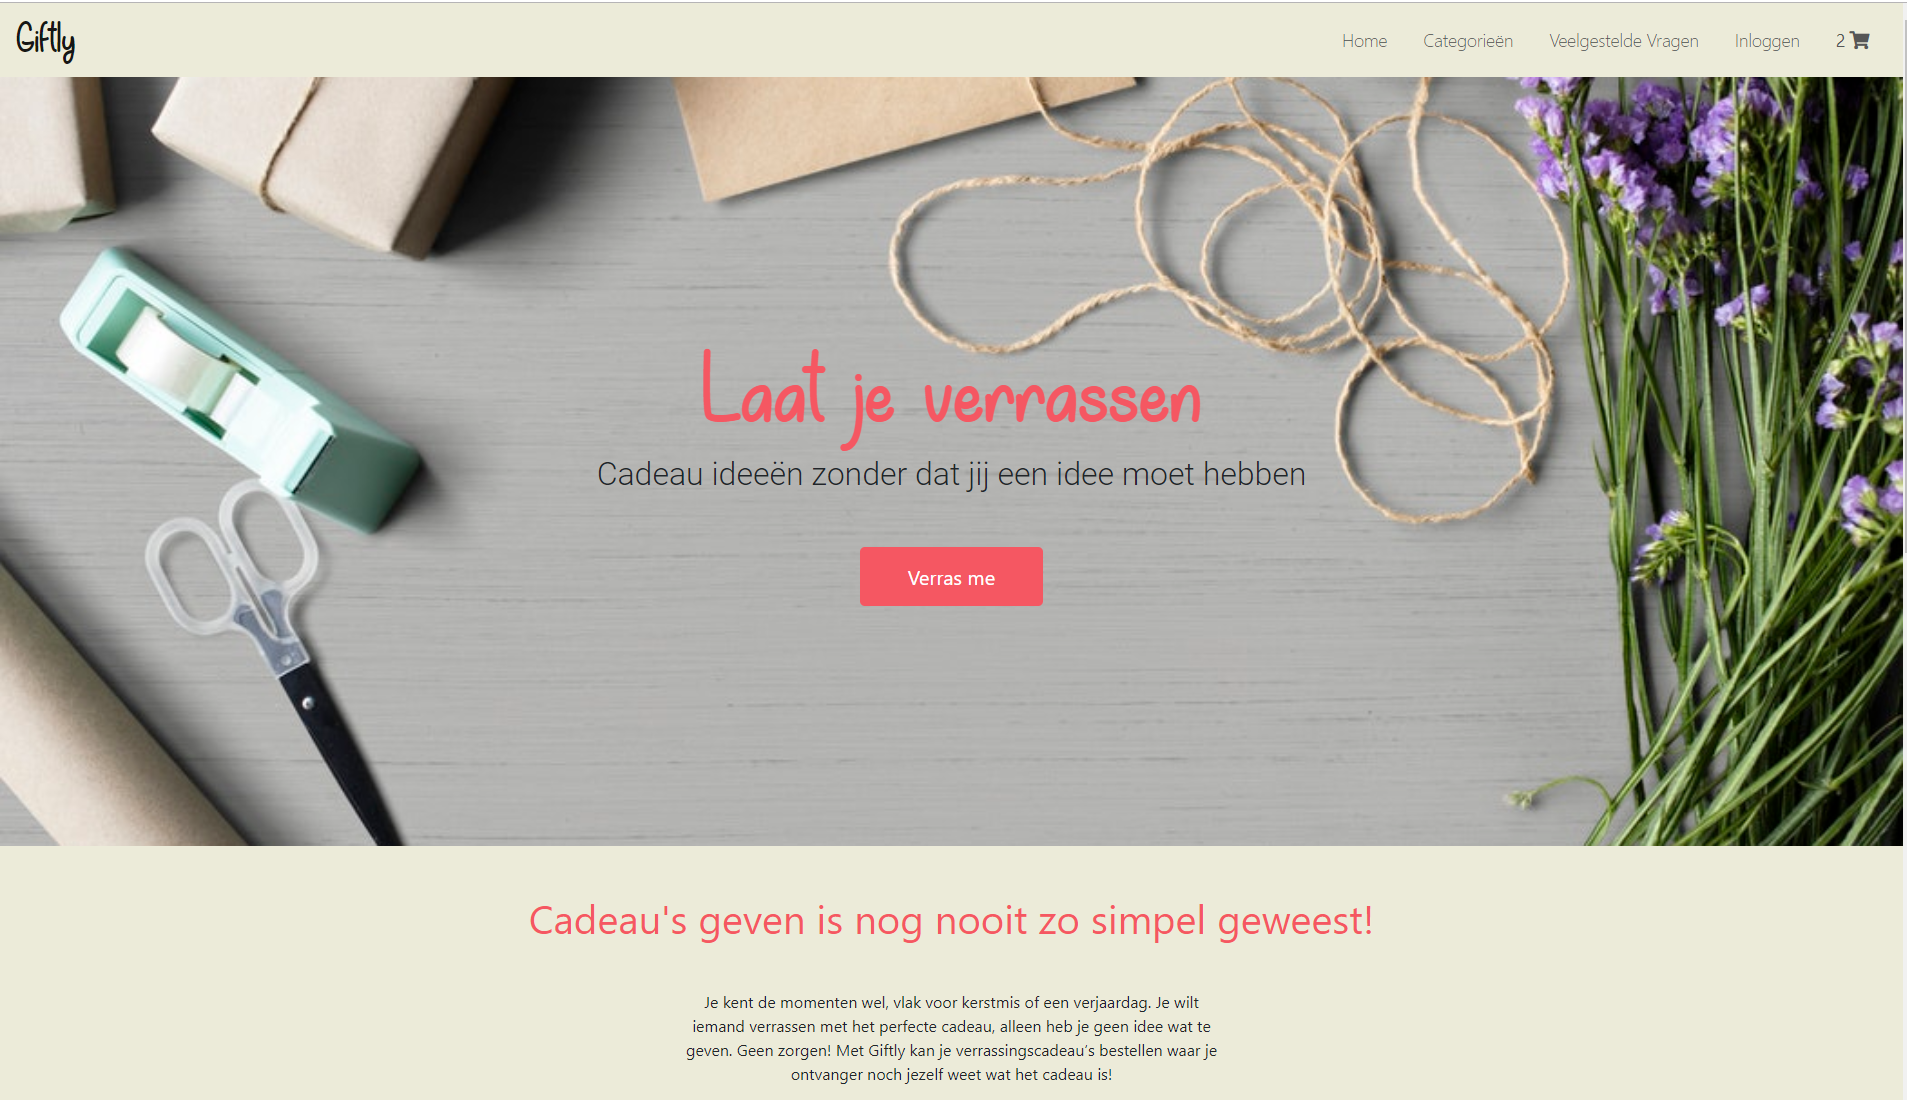 Giftly
Home Categorieën Veelgestelde Vragen Inloggen 2
Laat je verrassen
Cadeau ideeën zonder dat jij een idee moet hebben
Verras me
Cadeau's geven is nog nooit zo simpel geweest!
Je kent de momenten wel, vlak voor kerstmis of een verjaardag. Je wilt
iemand verrassen met het perfecte cadeau, alleen heb je geen idee wat te
geven. Geen zorgen! Met Giftly kan je verrassingscadeau’s bestellen waar je
ontvanger noch jezelf weet wat het cadeau is!